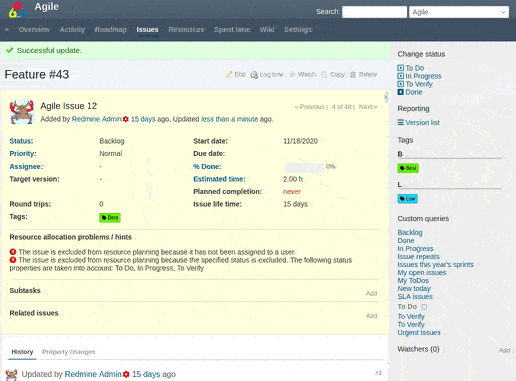 Agile
Search:
Agile
+ Overview Activity Roadmap Issues Resources Spent time Wiki Settings
Successful update.
Feature #43
Edit Log time Watch Copy Delete
Agile Issue 12
« Previous | 4 of 48 | Next »
Added by Redmine Admin 15 days ago. Updated less than a minute ago.
Status: Backlog Start date: 11/18/2020
Priority: Normal Due date:
Assignee: - % Done: 0%
Target version: - Estimated time: 2.00 h
Planned completion: never
Round trips: 0 Issue life time: 15 days
Tags: Best
Resource allocation problems / hints
The issue is excluded from resource planning because it has not been assigned to a user.
The issue is excluded from resource planning because the specified status is excluded. The following status
properties are taken into account: To Do, In Progress, To Verify
Subtasks Add
Related issues Add
History Property changes
Updated by Redmine Admin 15 days ago #1
Change status
To Do
In Progress
To Verify
Done
Reporting
Version list
Tags
B
Best
L
Low
Custom queries
Backlog
Done
In Progress
Issue repeats
Issues this year's sprints
My open issues
My ToDos
New today
SLA issues
To Do
To Verify
To Verify
Urgent Issues
Watchers (0) Add